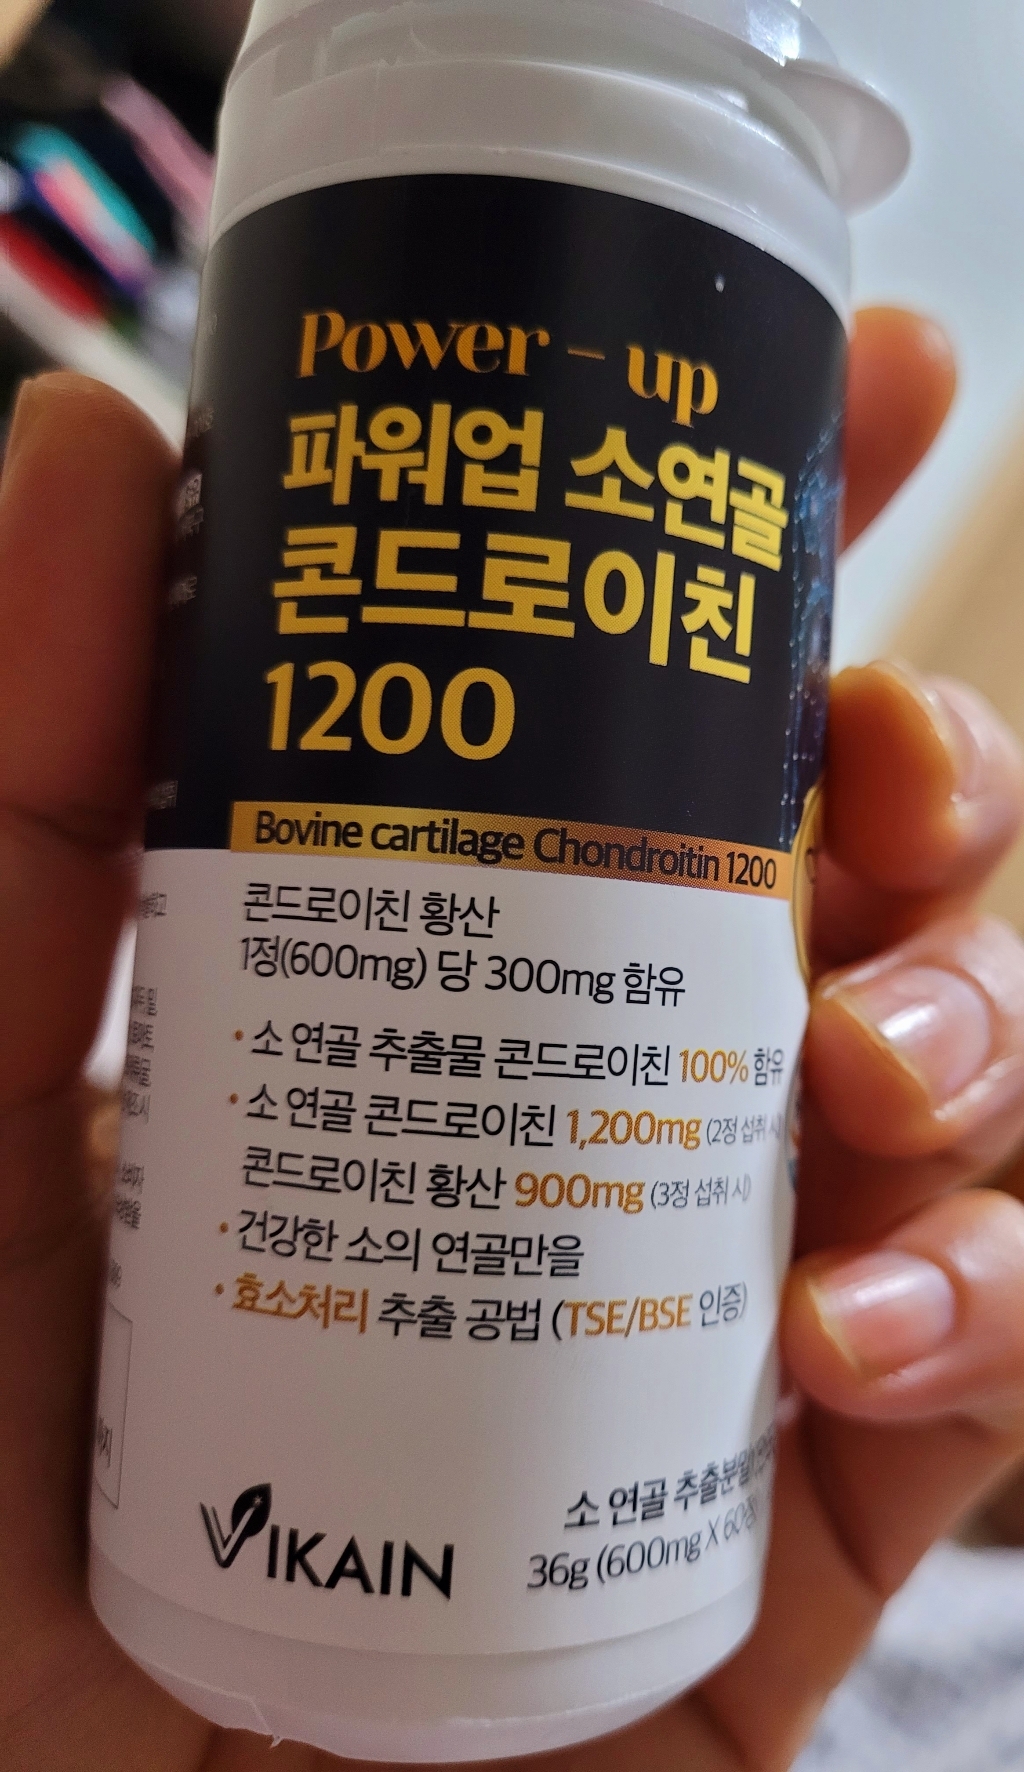 Power - up
파워업 소연골
콘드로이친
1200
Bovine cartilage Chondroitin 1200
콘드로이친 황산
1정(600mg) 당 300mg 함유
• 소 연골 추출물 콘드로이친 100% 함유
• 소 연골 콘드로이친 1,200mg (2정 섭취 시)
콘드로이친 황산 900mg (3정 섭취 시)
• 건강한 소의 연골만을
• 효소처리 추출 공법 (TSE/BSE 인증)
VIKAIN
소 연골 추출분말
36g (600mg X 60정